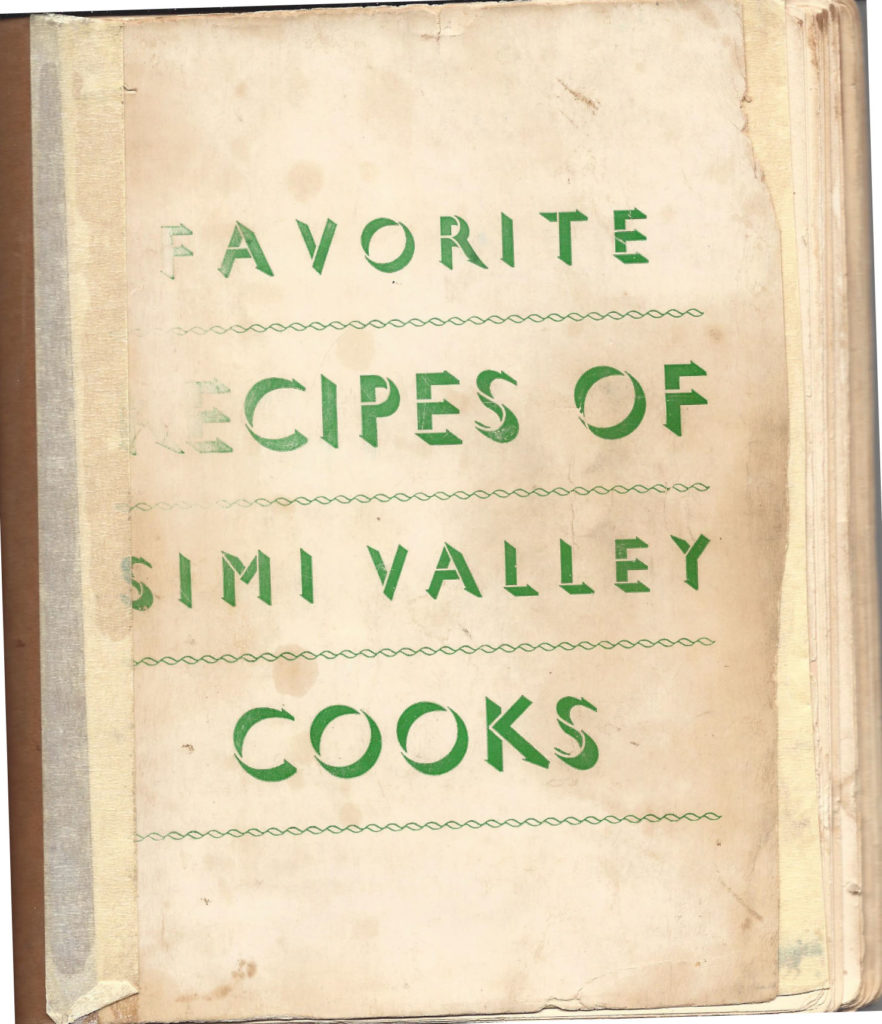 FAVORITE
RECIPES OF
SIMI VALLEY
COOKS